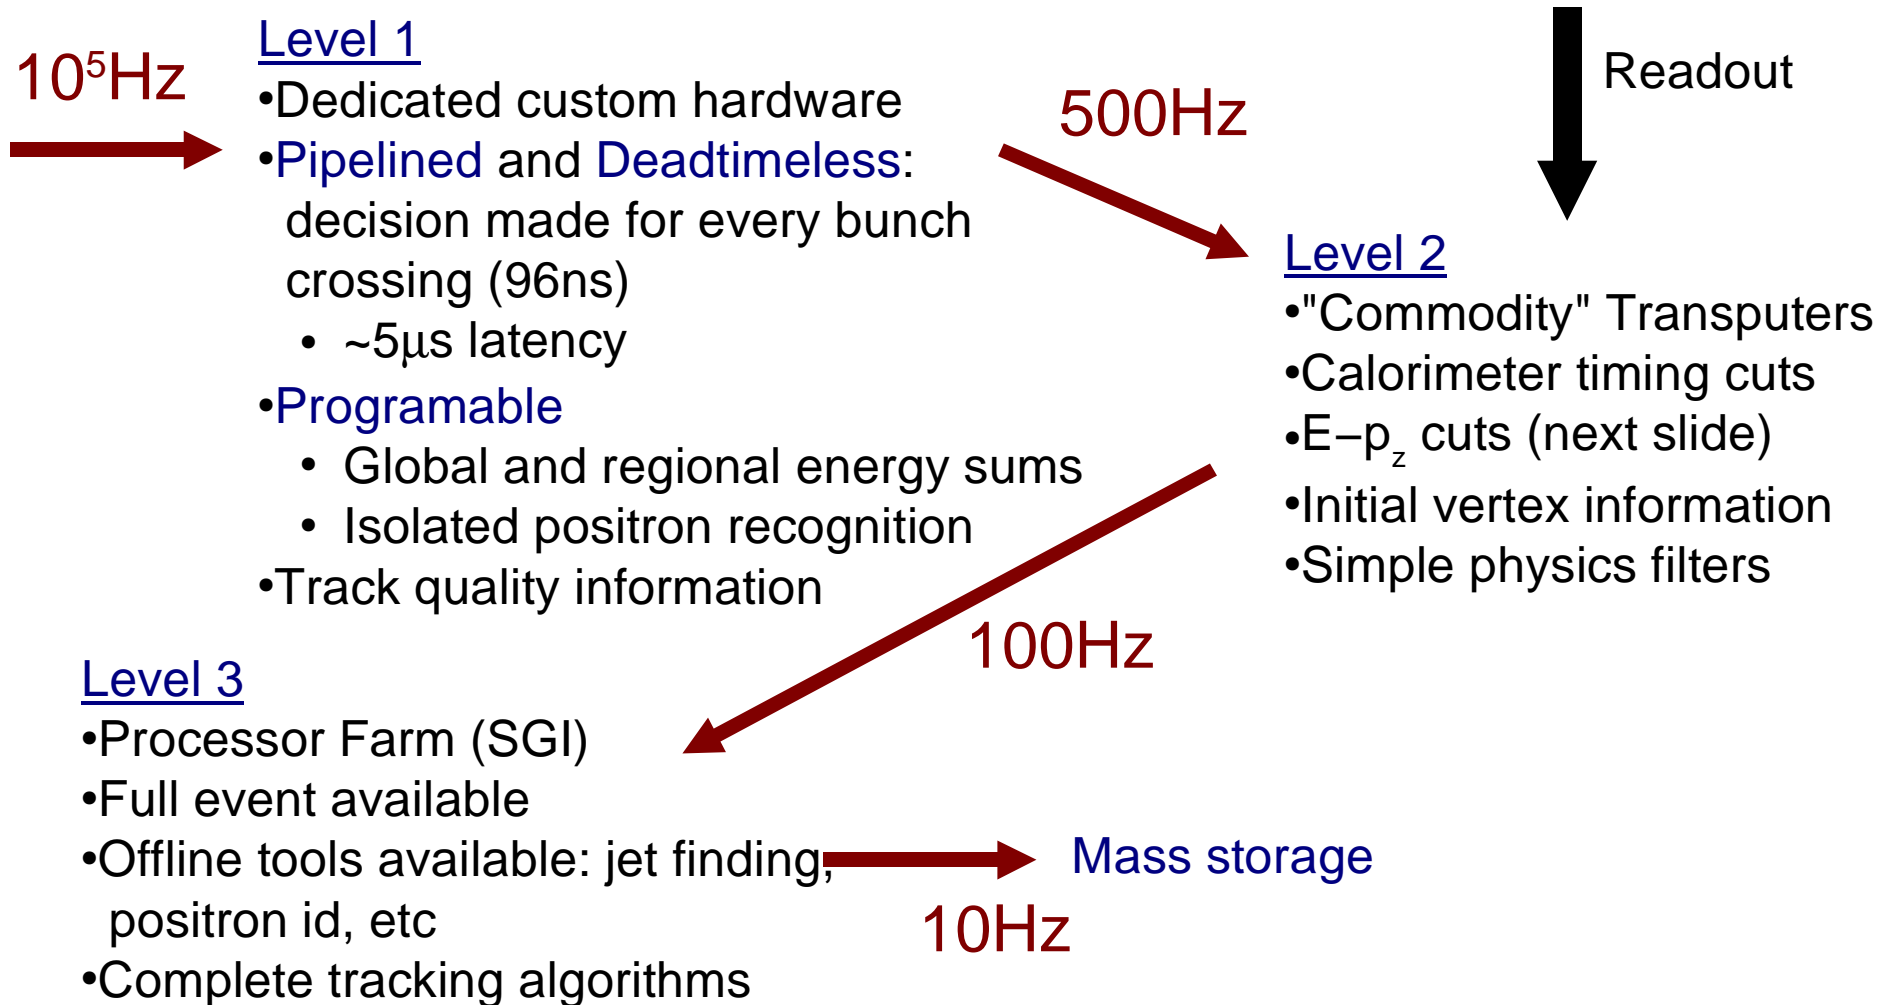 10⁵Hz
Level 1
•Dedicated custom hardware
•Pipelined and Deadtimeless:
decision made for every bunch
crossing (96ns)
• ~5μs latency
•Programable
• Global and regional energy sums
• Isolated positron recognition
•Track quality information
500Hz
Readout
Level 2
•"Commodity" Transputers
•Calorimeter timing cuts
•E−p_z cuts (next slide)
•Initial vertex information
•Simple physics filters
100Hz
Level 3
•Processor Farm (SGI)
•Full event available
•Offline tools available: jet finding,
positron id, etc
•Complete tracking algorithms
10Hz
Mass storage